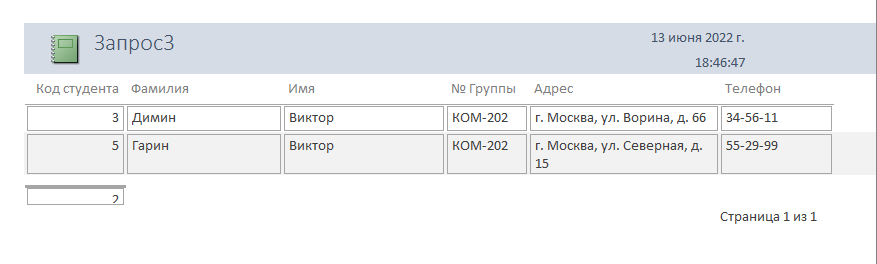 Запрос3
13 июня 2022 г.
18:46:47
Код студента Фамилия Имя № Группы Адрес Телефон
3 Димин Виктор КОМ-202 г. Москва, ул. Ворина, д. 66 34-56-11
5 Гарин Виктор КОМ-202 г. Москва, ул. Северная, д. 55-29-99
15
2
Страница 1 из 1